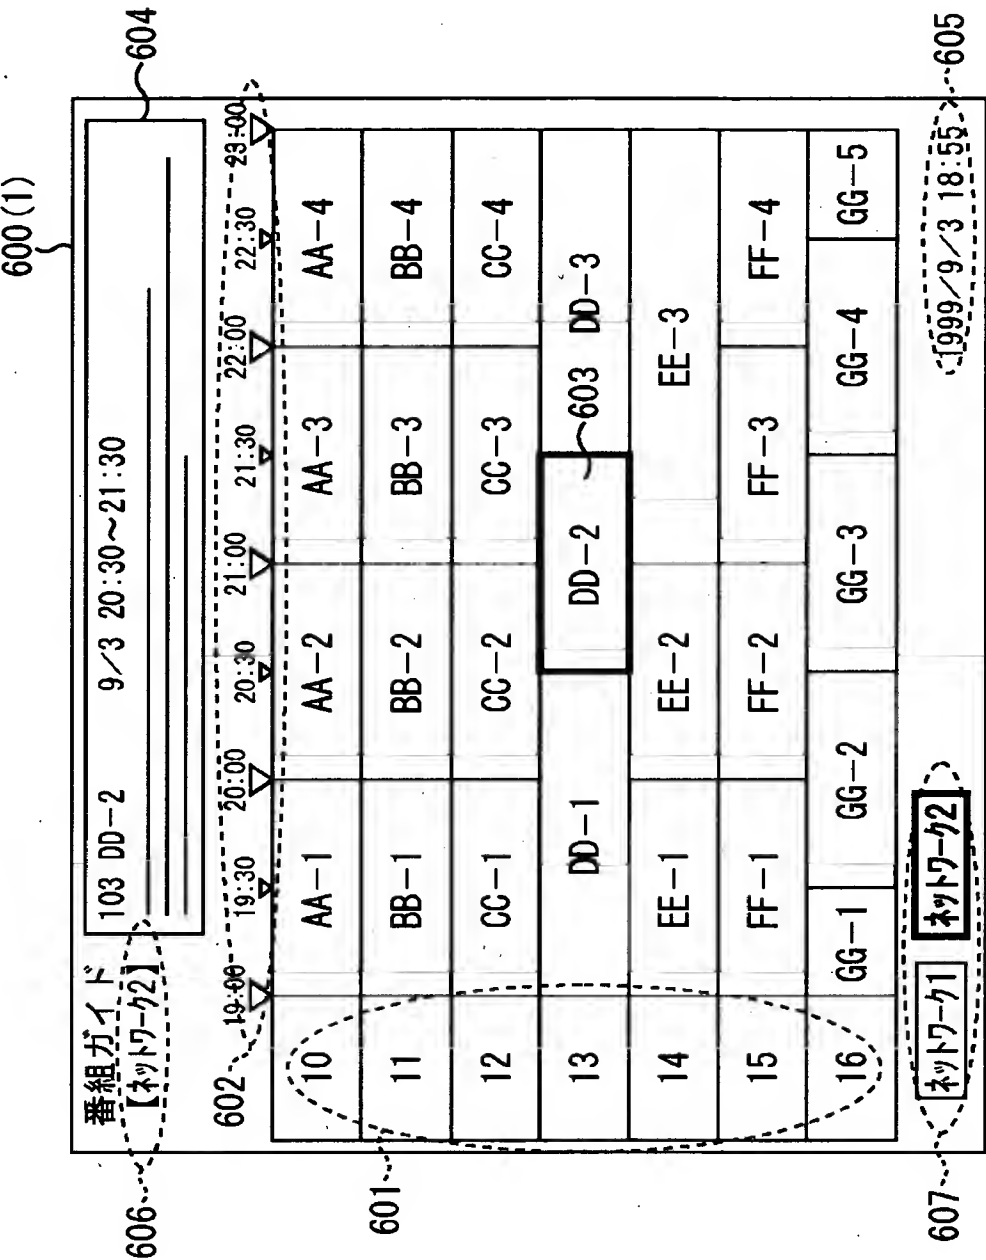 600(1)
番組ガイド
【ネットワーク2】
103 DD-2 9/3 20:30~21:30
604
606
602
19:00 19:30 20:00 20:30 21:00 21:30 22:00 22:30 23:00
601
10 AA-1 AA-2 AA-3 AA-4
11 BB-1 BB-2 BB-3 BB-4
12 CC-1 CC-2 CC-3 CC-4
13 DD-1 DD-2 603 DD-3
14 EE-1 EE-2 EE-3
15 FF-1 FF-2 FF-3 FF-4
16 GG-1 GG-2 GG-3 GG-4 GG-5
607
ネットワーク1 ネットワーク2
1999/9/3 18:55
605